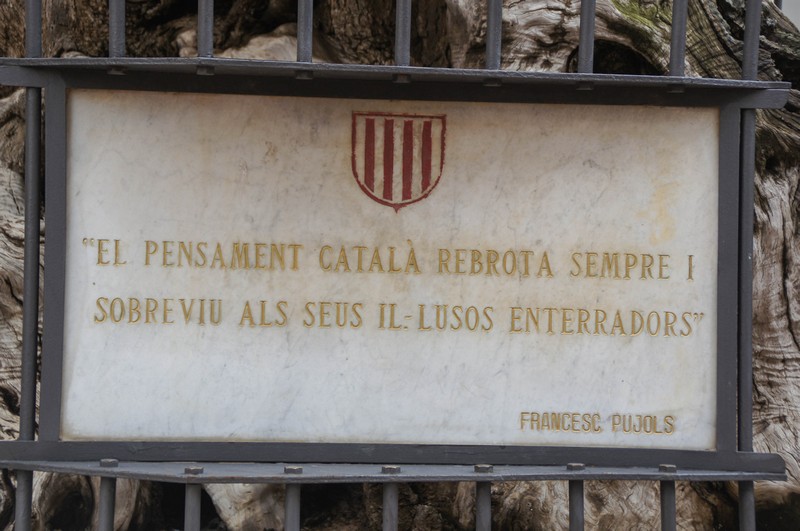 “EL PENSAMENT CATALÀ REBROTA SEMPRE I
SOBREVIU ALS SEUS IL·LUSOS ENTERRADORS”
FRANCESC PUJOLS